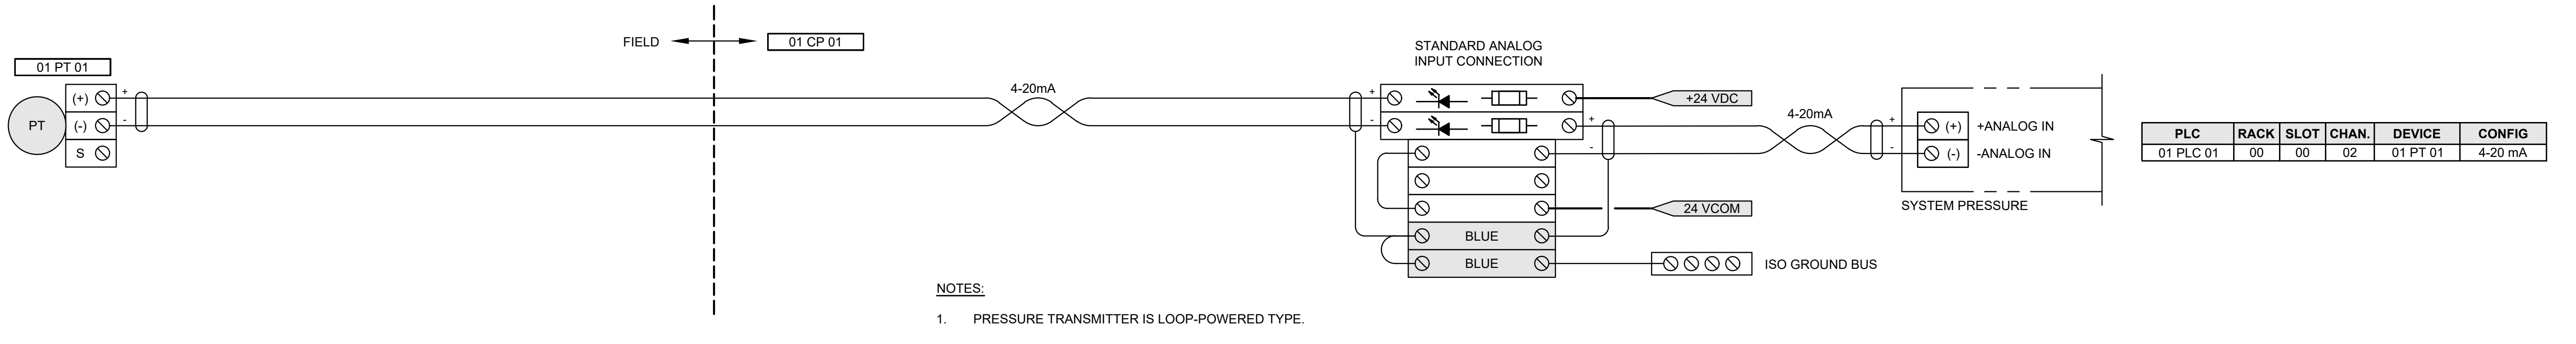 FIELD
01 CP 01
01 PT 01
PT
(+)
(-)
S
+
-
4-20mA
STANDARD ANALOG
INPUT CONNECTION
+
-
+24 VDC
+
-
24 VCOM
BLUE
BLUE
ISO GROUND BUS
4-20mA
+
-
(+) +ANALOG IN
(-) -ANALOG IN
SYSTEM PRESSURE
PLC RACK SLOT CHAN. DEVICE CONFIG
01 PLC 01 00 00 02 01 PT 01 4-20 mA
NOTES:
1. PRESSURE TRANSMITTER IS LOOP-POWERED TYPE.